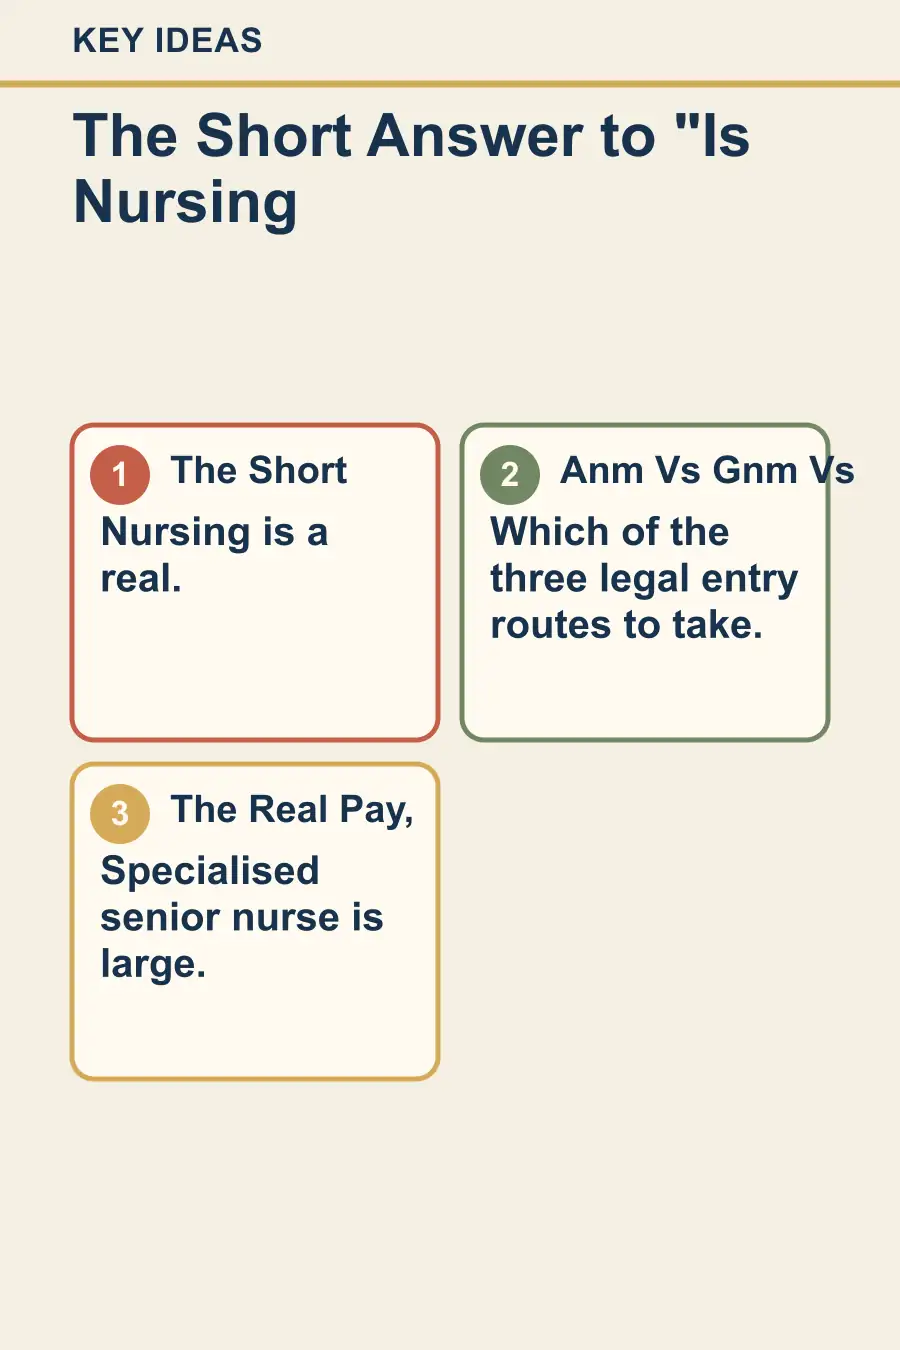 KEY IDEAS
The Short Answer to "Is
Nursing
1
The Short
Nursing is a
real.
2
Anm Vs Gnm Vs
Which of the
three legal entry
routes to take.
3
The Real Pay,
Specialised
senior nurse is
large.